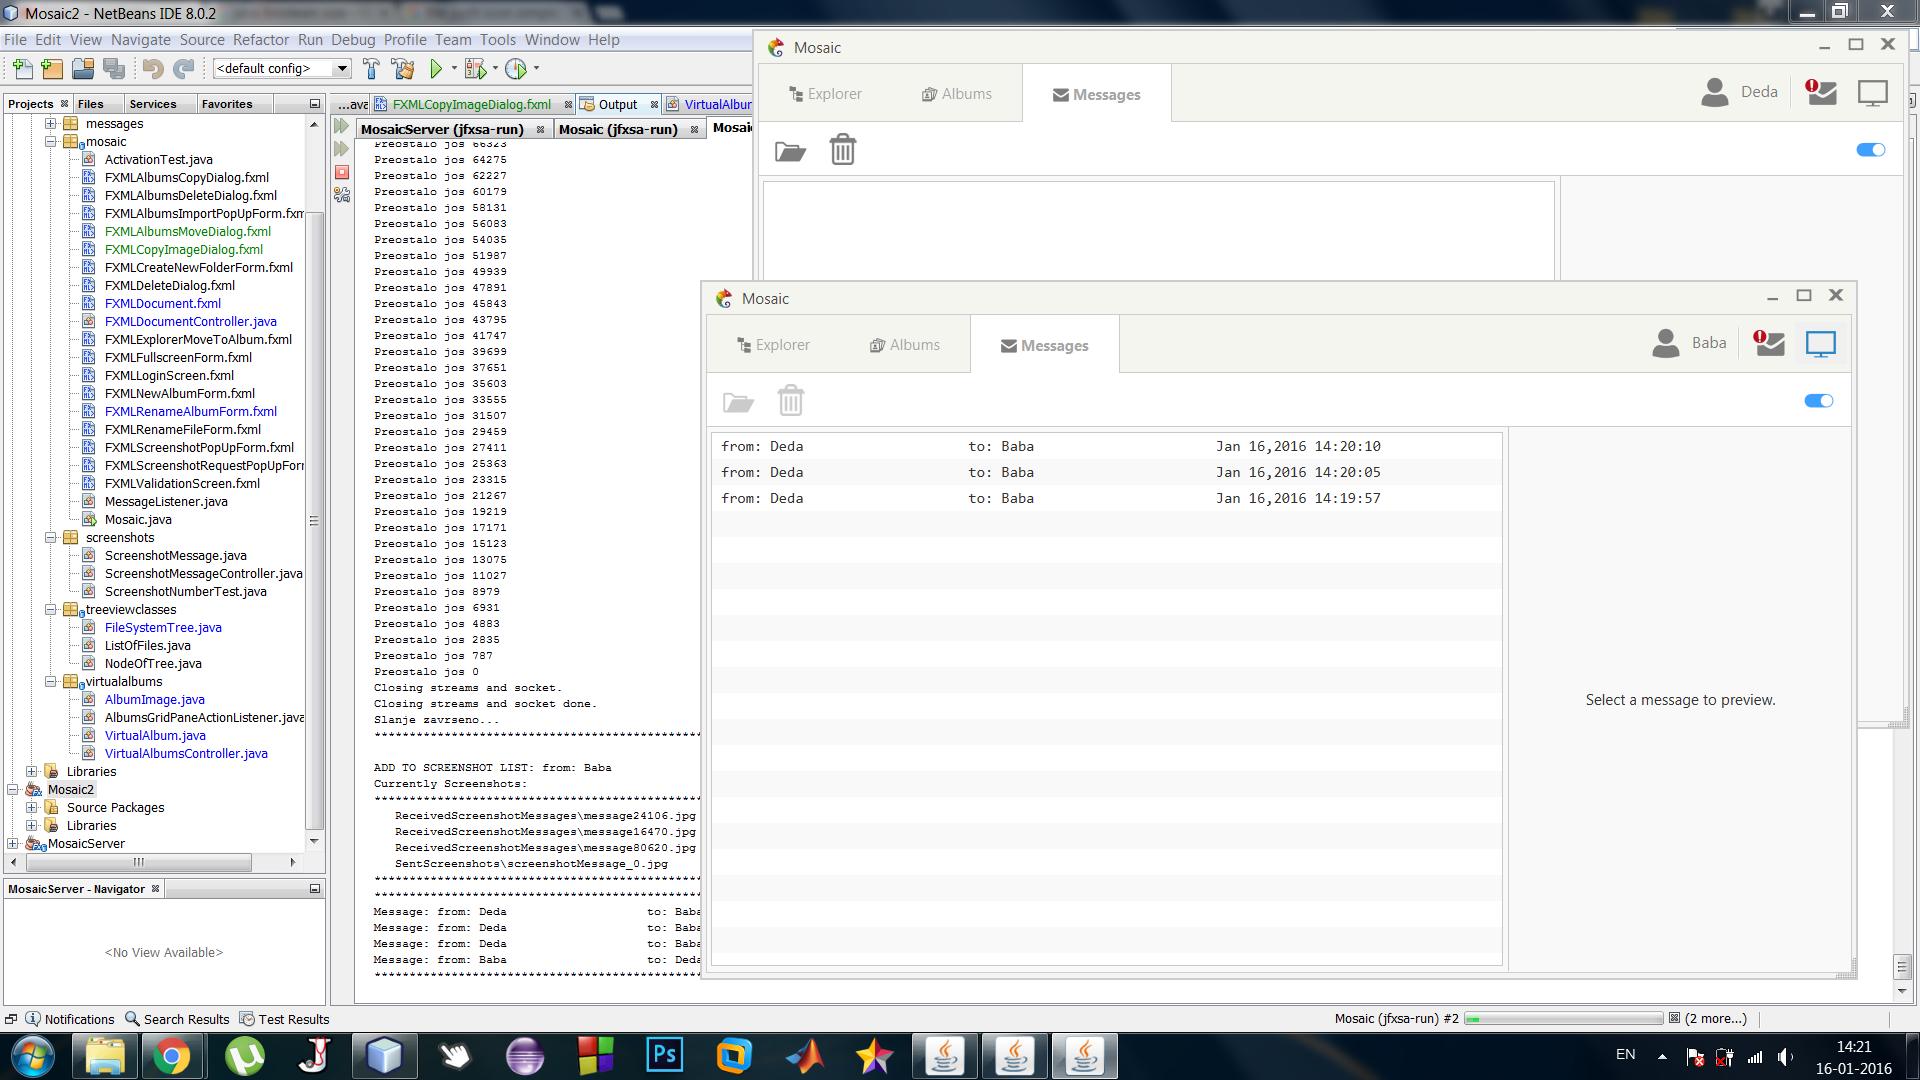 Mosaic2 - NetBeans IDE 8.0.2
File Edit View Navigate Source Refactor Run Debug Profile Team Tools Window Help
<default config>
Projects Files Services Favorites
messages
mosaic
ActivationTest.java
FXMLAlbumsCopyDialog.fxml
FXMLAlbumsDeleteDialog.fxml
FXMLAlbumsImportPopUpForm.fxm
FXMLAlbumsMoveDialog.fxml
FXMLCopyImageDialog.fxml
FXMLCreateNewFolderForm.fxml
FXMLDeleteDialog.fxml
FXMLDocument.fxml
FXMLDocumentController.java
FXMLExplorerMoveToAlbum.fxml
FXMLFullscreenForm.fxml
FXMLLoginScreen.fxml
FXMLNewAlbumForm.fxml
FXMLRenameAlbumForm.fxml
FXMLRenameFileForm.fxml
FXMLScreenshotPopUpForm.fxml
FXMLScreenshotRequestPopUpFor
FXMLValidationScreen.fxml
MessageListener.java
Mosaic.java
screenshots
ScreenshotMessage.java
ScreenshotMessageController.java
ScreenshotNumberTest.java
treeviewclasses
FileSystemTree.java
ListOfFiles.java
NodeOfTree.java
virtualalbums
AlbumImage.java
AlbumsGridPaneActionListener.java
VirtualAlbum.java
VirtualAlbumsController.java
Libraries
Mosaic2
Source Packages
Libraries
MosaicServer
MosaicServer - Navigator
<No View Available>
...ava FXMLCopyImageDialog.fxml Output VirtualAlbum
MosaicServer (jfxsa-run) Mosaic (jfxsa-run) Mosaic
Preostalo jos 66323
Preostalo jos 64275
Preostalo jos 62227
Preostalo jos 60179
Preostalo jos 58131
Preostalo jos 56083
Preostalo jos 54035
Preostalo jos 51987
Preostalo jos 49939
Preostalo jos 47891
Preostalo jos 45843
Preostalo jos 43795
Preostalo jos 41747
Preostalo jos 39699
Preostalo jos 37651
Preostalo jos 35603
Preostalo jos 33555
Preostalo jos 31507
Preostalo jos 29459
Preostalo jos 27411
Preostalo jos 25363
Preostalo jos 23315
Preostalo jos 21267
Preostalo jos 19219
Preostalo jos 17171
Preostalo jos 15123
Preostalo jos 13075
Preostalo jos 11027
Preostalo jos 8979
Preostalo jos 6931
Preostalo jos 4883
Preostalo jos 2835
Preostalo jos 787
Preostalo jos 0
Closing streams and socket.
Closing streams and socket done.
Slanje zavrseno...
***********************************************
ADD TO SCREENSHOT LIST: from: Baba
Currently Screenshots:
***********************************************
ReceivedScreenshotMessages\message24106.jpg
ReceivedScreenshotMessages\message16470.jpg
ReceivedScreenshotMessages\message80620.jpg
SentScreenshots\screenshotMessage_0.jpg
***********************************************
***********************************************
Message: from: Deda to: Baba
Message: from: Deda to: Baba
Message: from: Deda to: Baba
Message: from: Baba to: Deda
***********************************************
Mosaic
Explorer Albums Messages Deda
Mosaic
Explorer Albums Messages Baba
from: Deda to: Baba Jan 16,2016 14:20:10
from: Deda to: Baba Jan 16,2016 14:20:05
from: Deda to: Baba Jan 16,2016 14:19:57
Select a message to preview.
Notifications Search Results Test Results
Mosaic (jfxsa-run) #2 (2 more...)
Ps
EN
14:21
16-01-2016